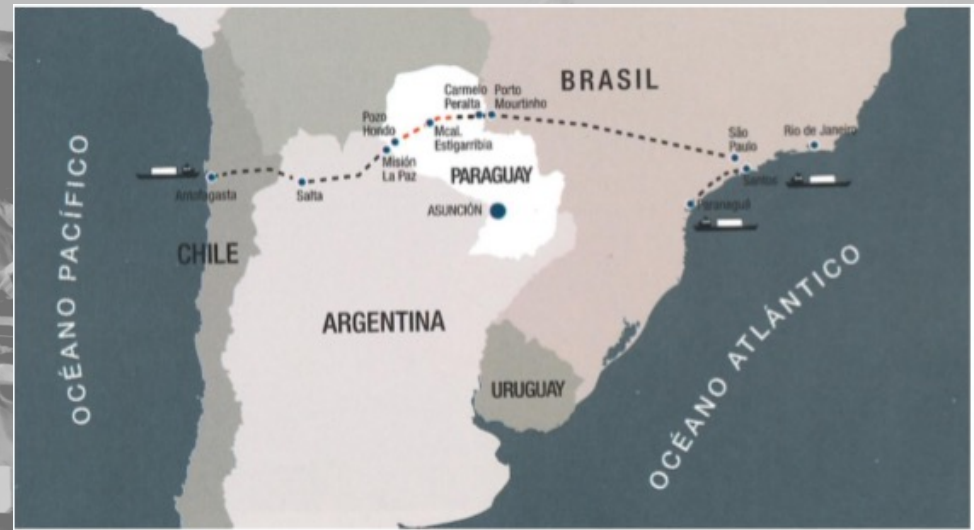 BRASIL
Carmelo
Peralta
Porto
Mourtinho
Pozo
Hondo
Mcal.
Estigarribia
Misión
La Paz
São
Paulo
Rio de Janeiro
Santos
Paranaguá
Antofagasta
Salta
PARAGUAY
ASUNCIÓN
CHILE
ARGENTINA
URUGUAY
OCÉANO PACÍFICO
OCÉANO ATLÁNTICO